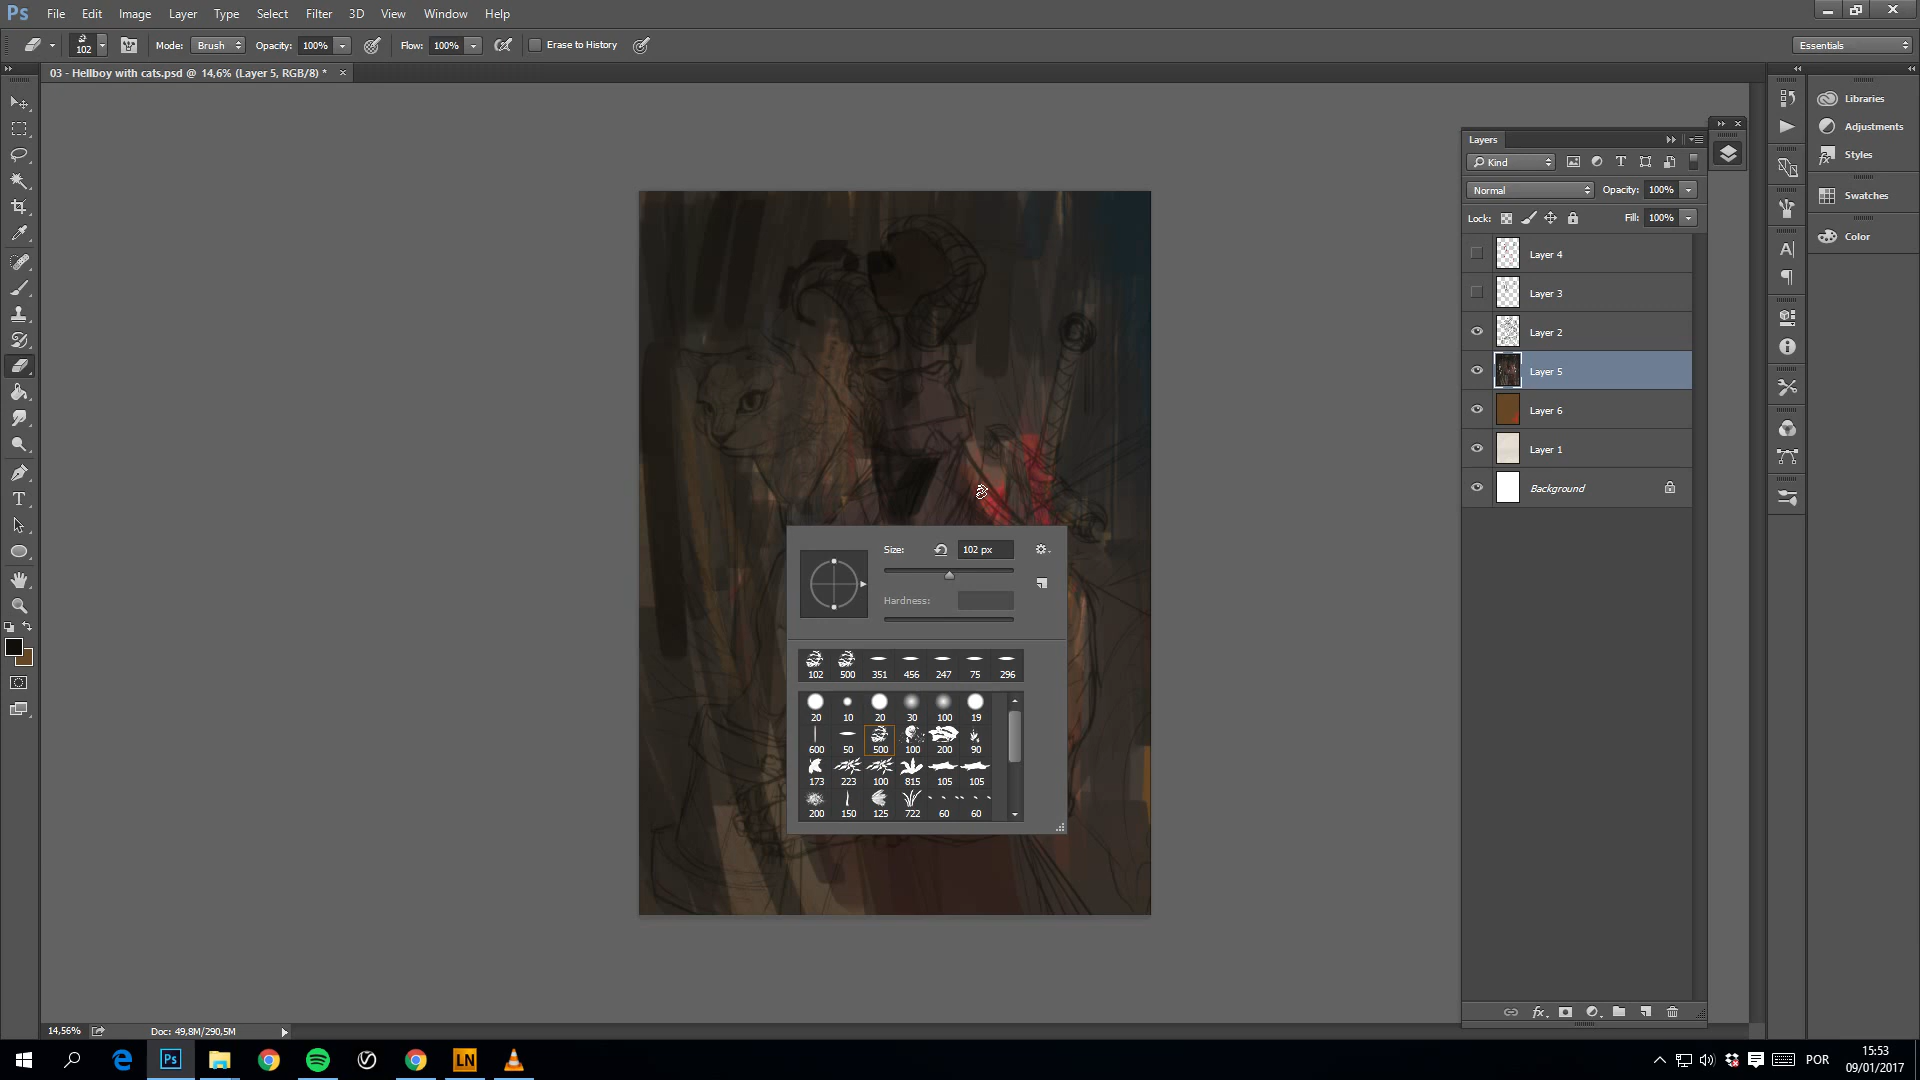 Ps File Edit Image Layer Type Select Filter 3D View Window Help
102 Mode: Brush Opacity: 100% Flow: 100% Erase to History Essentials
03 - Hellboy with cats.psd @ 14,6% (Layer 5, RGB/8) *
Libraries
Adjustments
Styles
Swatches
Color
Layers
Kind
Normal Opacity: 100%
Lock: Fill: 100%
Layer 4
Layer 3
Layer 2
Layer 5
Layer 6
Layer 1
Background
Size: 102 px
Hardness:
102 500 351 456 247 75 296
20 10 20 30 100 19
600 50 500 100 200 90
173 223 100 815 105 105
200 150 125 722 60 60
14,56% Doc: 49,8M/290,5M
Ps LN POR
15:53
09/01/2017